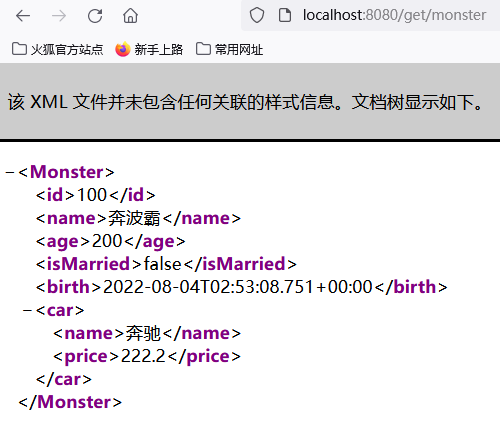 localhost:8080/get/monster
火狐官方站点 新手上路 常用网址
该 XML 文件并未包含任何关联的样式信息。文档树显示如下。
−<Monster>
<id>100</id>
<name>奔波霸</name>
<age>200</age>
<isMarried>false</isMarried>
<birth>2022-08-04T02:53:08.751+00:00</birth>
−<car>
<name>奔驰</name>
<price>222.2</price>
</car>
</Monster>